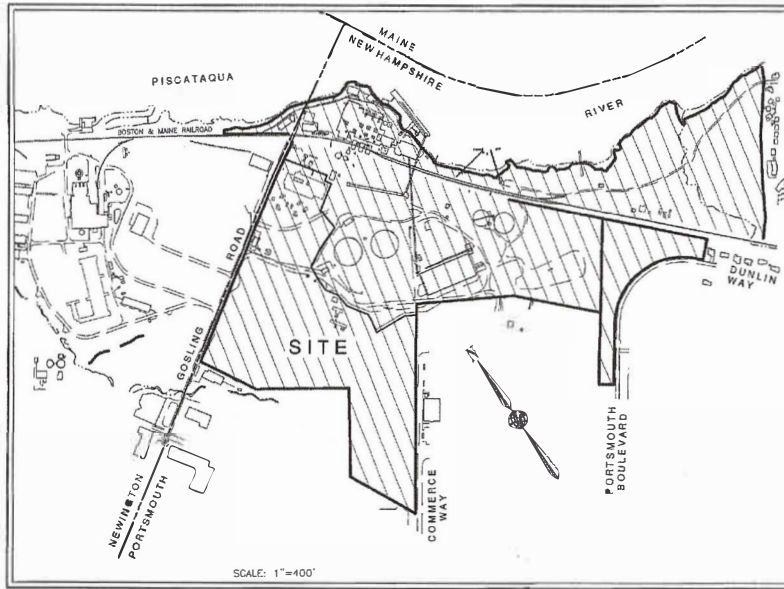 MAINE
NEW HAMPSHIRE
PISCATAQUA
RIVER
BOSTON & MAINE RAILROAD
GOSLING ROAD
SITE
DUNLIN
WAY
N
PORTSMOUTH
BOULEVARD
COMMERCE
WAY
NEWINGTON
PORTSMOUTH
SCALE: 1"=400'